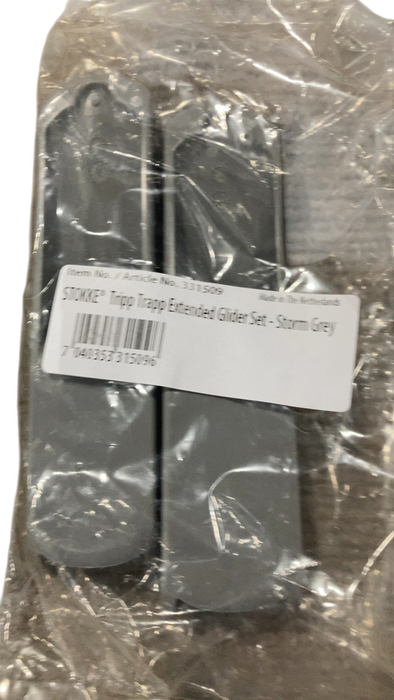 Item No. / Article No. 331509
Made in The Netherlands
STOKKE® Tripp Trapp Extended Glider Set - Storm Grey
7 040353 315096